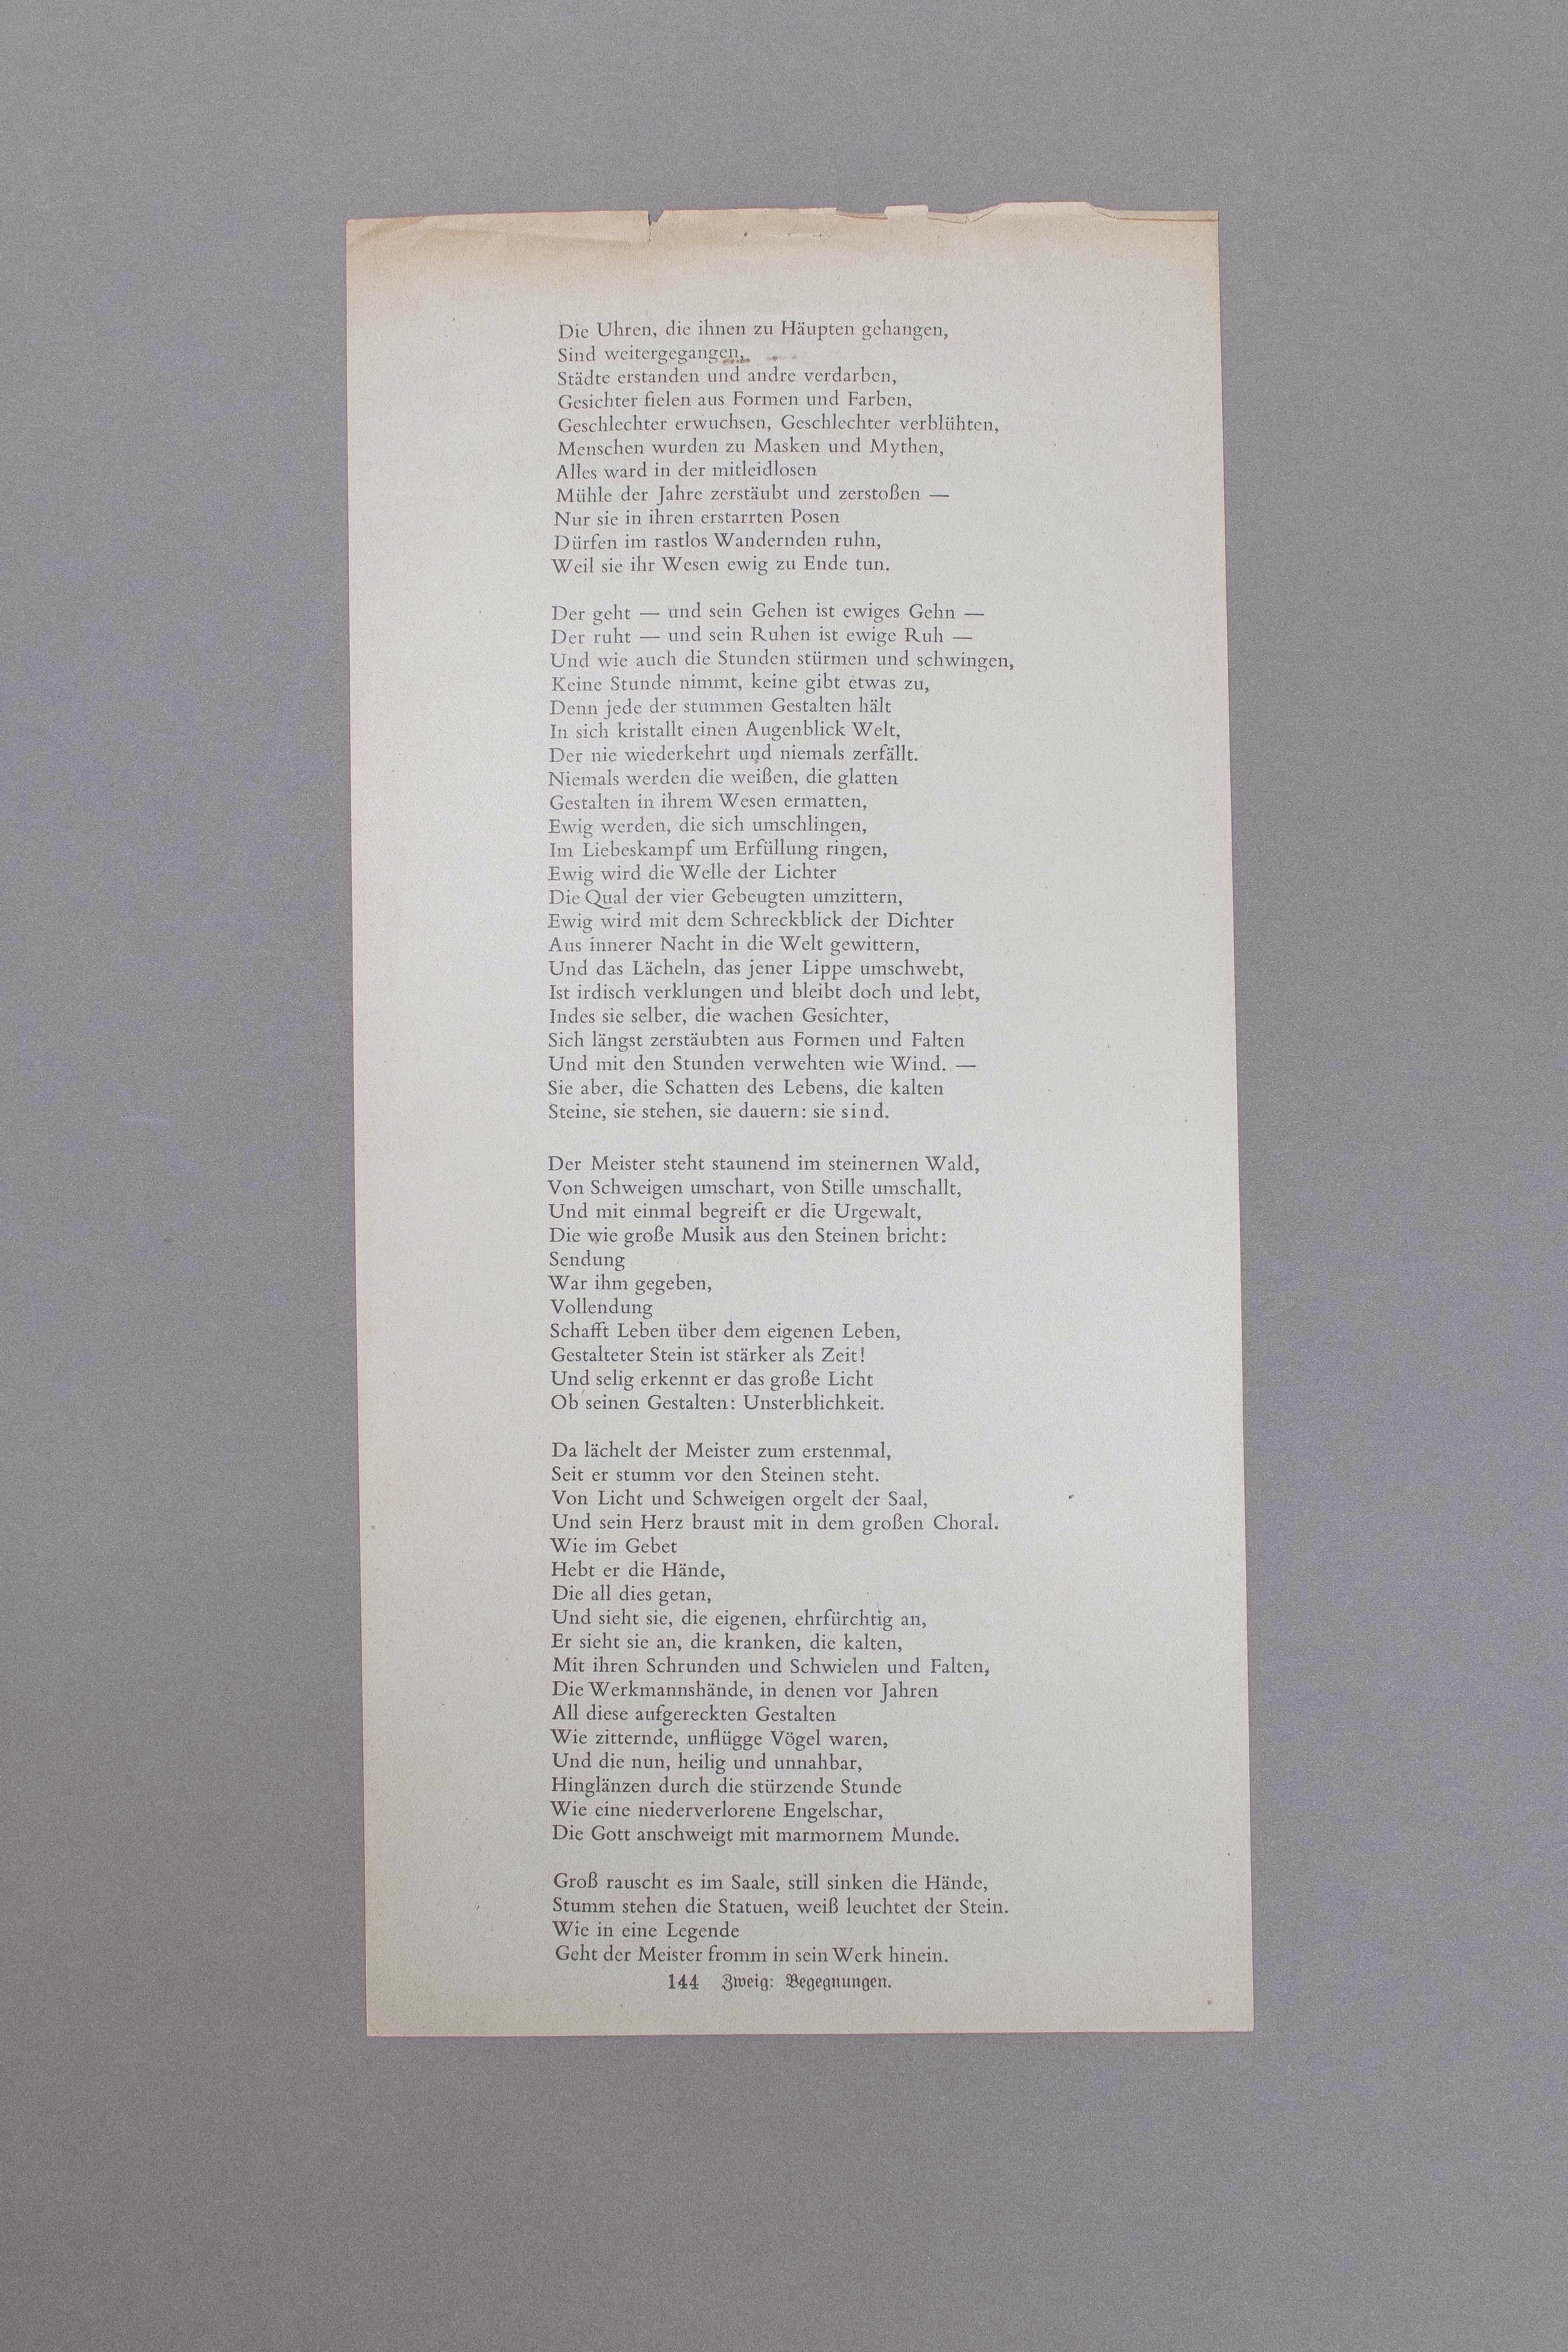 Die Uhren, die ihnen zu Häupten gehangen,
Sind weitergegangen,
Städte erstanden und andre verdarben,
Gesichter fielen aus Formen und Farben,
Geschlechter erwuchsen, Geschlechter verblühten,
Menschen wurden zu Masken und Mythen,
Alles ward in der mitleidlosen
Mühle der Jahre zerstäubt und zerstoßen —
Nur sie in ihren erstarrten Posen
Dürfen im rastlos Wandernden ruhn,
Weil sie ihr Wesen ewig zu Ende tun.
Der geht — und sein Gehen ist ewiges Gehn —
Der ruht — und sein Ruhen ist ewige Ruh —
Und wie auch die Stunden stürmen und schwingen,
Keine Stunde nimmt, keine gibt etwas zu,
Denn jede der stummen Gestalten hält
In sich kristallt einen Augenblick Welt,
Der nie wiederkehrt und niemals zerfällt.
Niemals werden die weißen, die glatten
Gestalten in ihrem Wesen ermatten,
Ewig werden, die sich umschlingen,
Im Liebeskampf um Erfüllung ringen,
Ewig wird die Welle der Lichter
Die Qual der vier Gebeugten umzittern,
Ewig wird mit dem Schreckblick der Dichter
Aus innerer Nacht in die Welt gewittern,
Und das Lächeln, das jener Lippe umschwebt,
Ist irdisch verklungen und bleibt doch und lebt,
Indes sie selber, die wachen Gesichter,
Sich längst zerstäubten aus Formen und Falten
Und mit den Stunden verwehten wie Wind. —
Sie aber, die Schatten des Lebens, die kalten
Steine, sie stehen, sie dauern: sie sind.
Der Meister steht staunend im steinernen Wald,
Von Schweigen umschart, von Stille umschallt,
Und mit einmal begreift er die Urgewalt,
Die wie große Musik aus den Steinen bricht:
Sendung
War ihm gegeben,
Vollendung
Schafft Leben über dem eigenen Leben,
Gestalteter Stein ist stärker als Zeit!
Und selig erkennt er das große Licht
Ob seinen Gestalten: Unsterblichkeit.
Da lächelt der Meister zum erstenmal,
Seit er stumm vor den Steinen steht.
Von Licht und Schweigen orgelt der Saal,
Und sein Herz braust mit in dem großen Choral.
Wie im Gebet
Hebt er die Hände,
Die all dies getan,
Und sieht sie, die eigenen, ehrfürchtig an,
Er sieht sie an, die kranken, die kalten,
Mit ihren Schrunden und Schwielen und Falten,
Die Werkmannshände, in denen vor Jahren
All diese aufgereckten Gestalten
Wie zitternde, unflügge Vögel waren,
Und die nun, heilig und unnahbar,
Hinglänzen durch die stürzende Stunde
Wie eine niederverlorene Engelschar,
Die Gott anschweigt mit marmornem Munde.
Groß rauscht es im Saale, still sinken die Hände,
Stumm stehen die Statuen, weiß leuchtet der Stein.
Wie in eine Legende
Geht der Meister fromm in sein Werk hinein.
144 Zweig: Begegnungen.